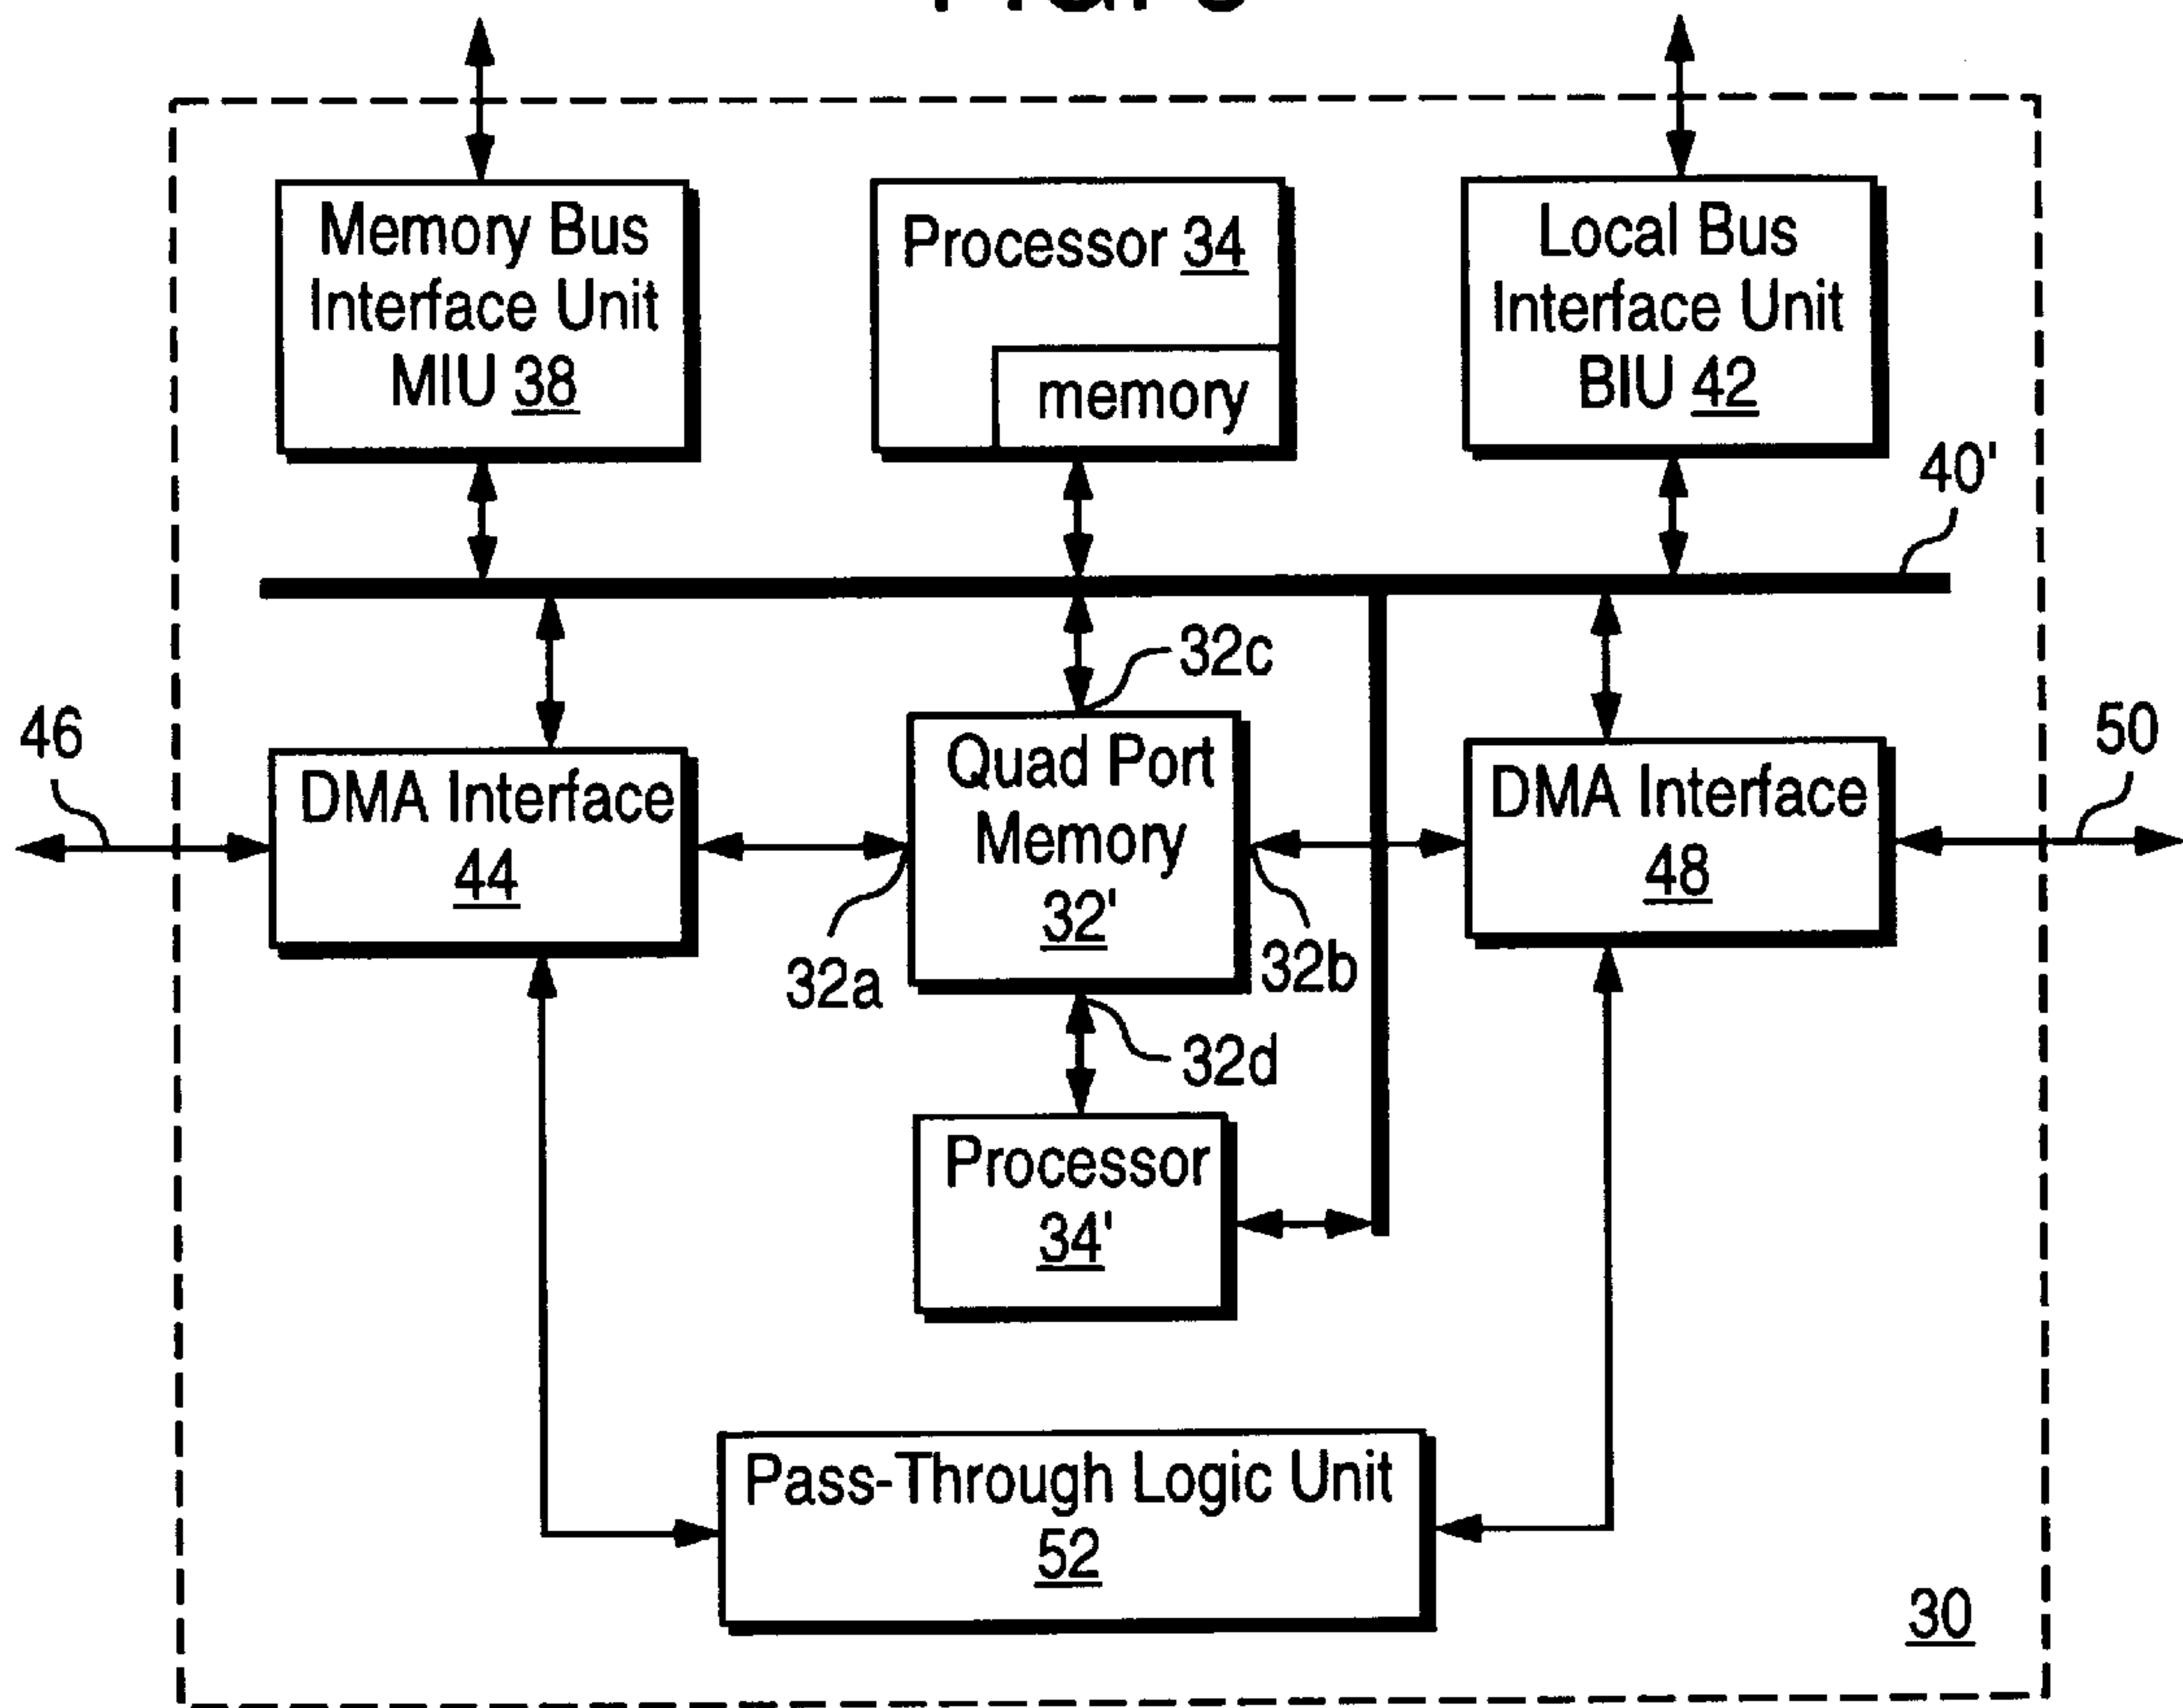 Memory Bus
Interface Unit
MIU 38
Processor 34
memory
Local Bus
Interface Unit
BIU 42
40'
32c
46
DMA Interface
44
Quad Port
Memory
32'
DMA Interface
48
50
32a
32b
32d
Processor
34'
Pass-Through Logic Unit
52
30